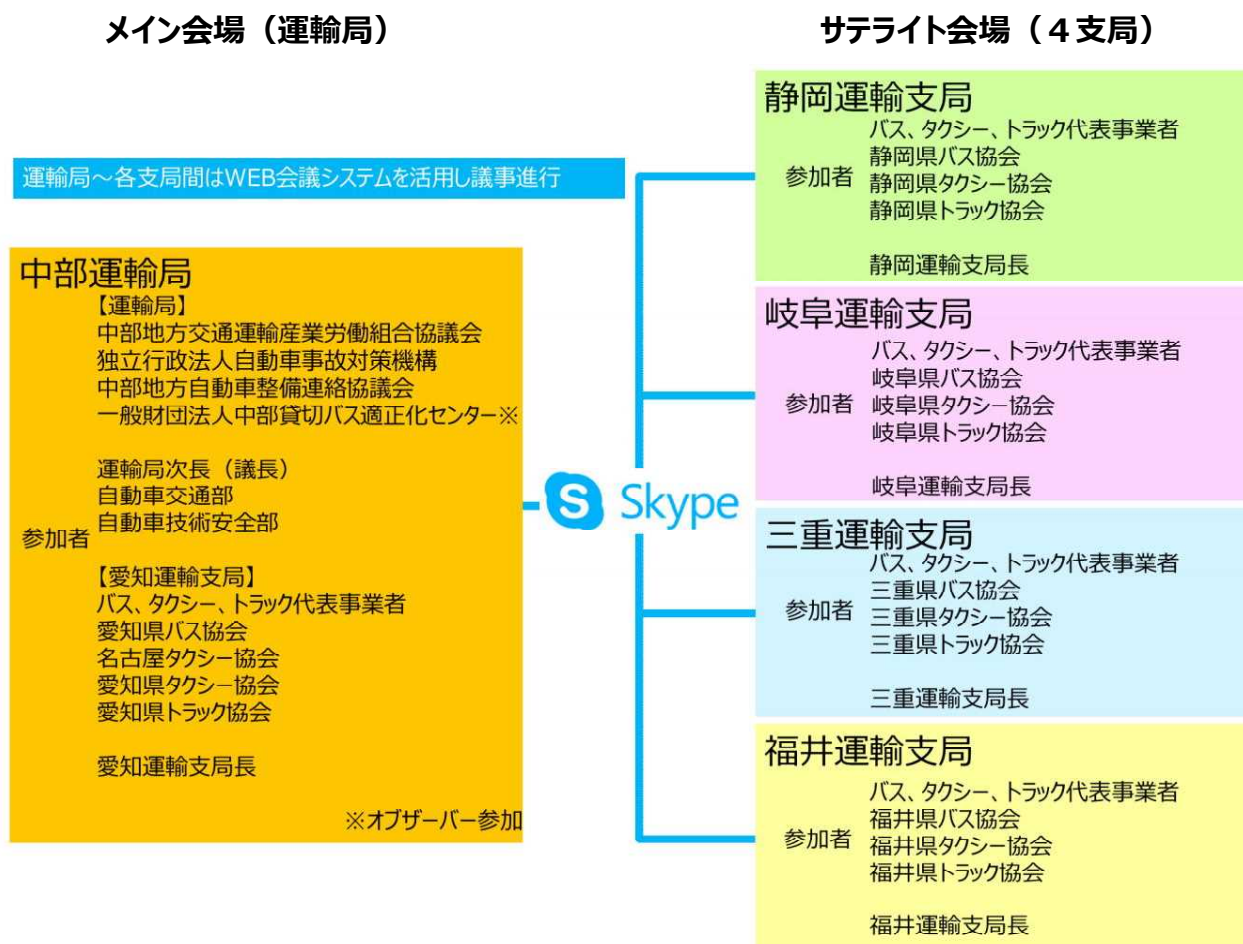 メイン会場（運輸局）
運輸局～各支局間はWEB会議システムを活用し議事進行
中部運輸局
【運輸局】
中部地方交通運輸産業労働組合協議会
独立行政法人自動車事故対策機構
中部地方自動車整備連絡協議会
一般財団法人中部貸切バス適正化センター※
運輸局次長（議長）
自動車交通部
自動車技術安全部
参加者
【愛知運輸支局】
バス、タクシー、トラック代表事業者
愛知県バス協会
名古屋タクシー協会
愛知県タクシー協会
愛知県トラック協会
愛知運輸支局長
※オブザーバー参加
Skype
サテライト会場（４支局）
静岡運輸支局
バス、タクシー、トラック代表事業者
静岡県バス協会
参加者 静岡県タクシー協会
静岡県トラック協会
静岡運輸支局長
岐阜運輸支局
バス、タクシー、トラック代表事業者
岐阜県バス協会
参加者 岐阜県タクシー協会
岐阜県トラック協会
岐阜運輸支局長
三重運輸支局
バス、タクシー、トラック代表事業者
三重県バス協会
参加者 三重県タクシー協会
三重県トラック協会
三重運輸支局長
福井運輸支局
バス、タクシー、トラック代表事業者
福井県バス協会
参加者 福井県タクシー協会
福井県トラック協会
福井運輸支局長